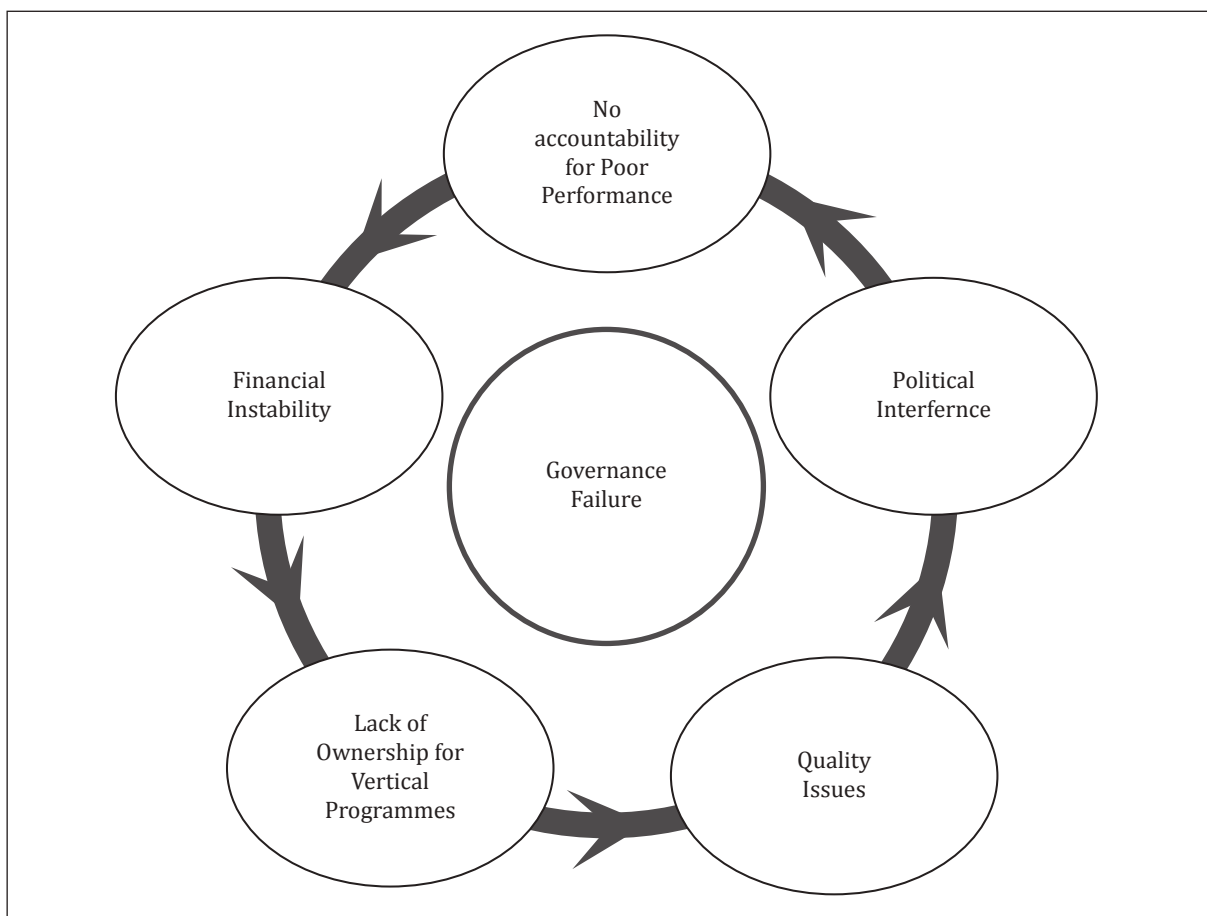 No
accountability
for Poor
Performance
Financial
Instability
Political
Interfernce
Governance
Failure
Lack of
Ownership for
Vertical
Programmes
Quality
Issues